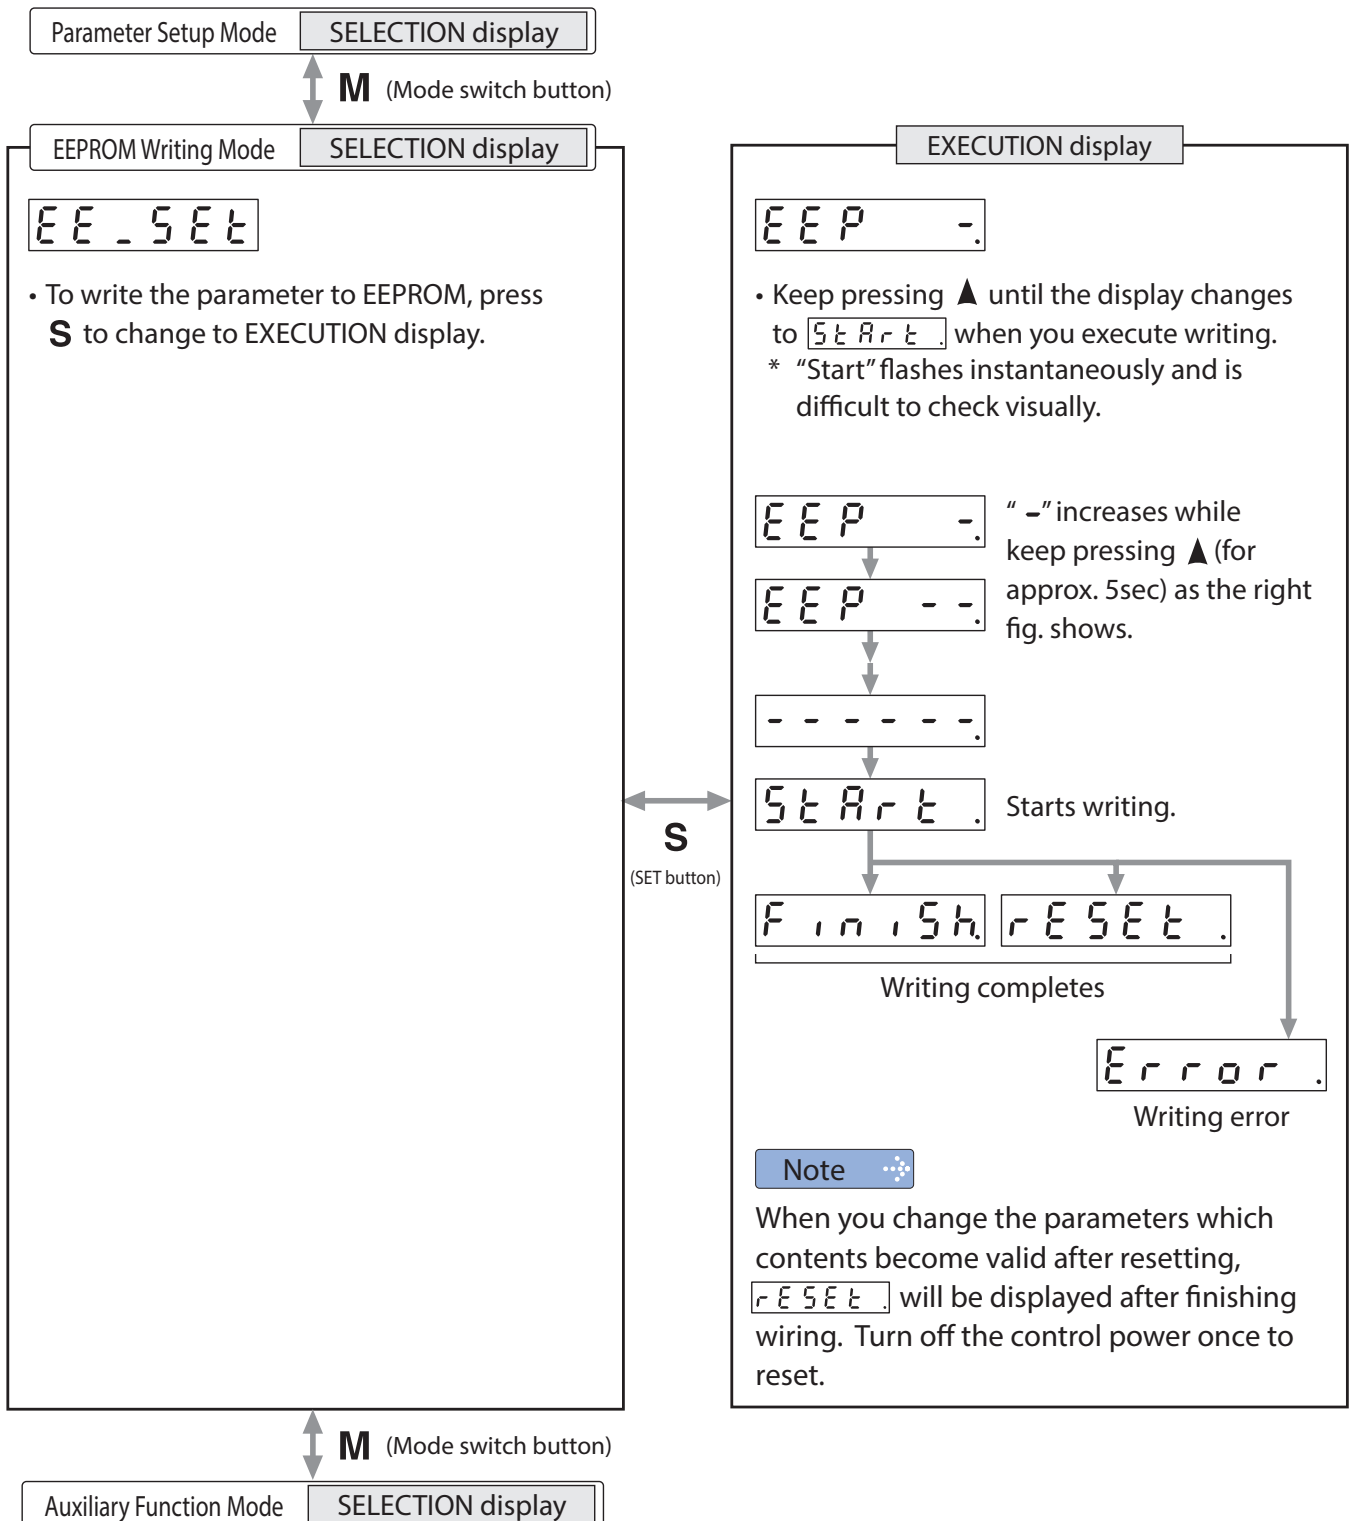 Parameter Setup Mode SELECTION display
M (Mode switch button)
EEPROM Writing Mode SELECTION display
EE_SEt
• To write the parameter to EEPROM, press
S to change to EXECUTION display.
S
(SET button)
EXECUTION display
EEP -.
• Keep pressing ▲ until the display changes
to StArt . when you execute writing.
* “Start” flashes instantaneously and is
difficult to check visually.
EEP -.
“ –” increases while
keep pressing ▲ (for
approx. 5sec) as the right
fig. shows.
EEP - -.
- - - - - -.
StArt . Starts writing.
FiniSh. rESEt .
Writing completes
Error .
Writing error
Note
When you change the parameters which
contents become valid after resetting,
rESEt . will be displayed after finishing
wiring. Turn off the control power once to
reset.
M (Mode switch button)
Auxiliary Function Mode SELECTION display